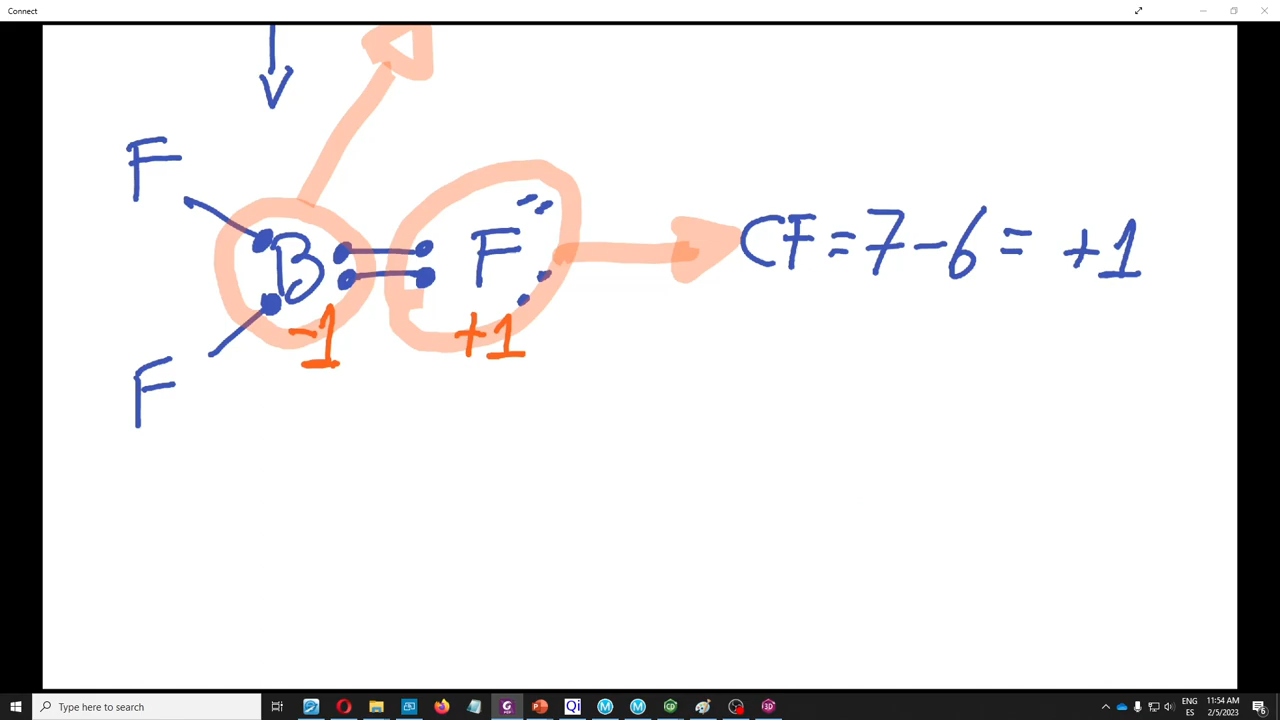 Connect
F
B F
-1 +1
F
CF = 7 - 6 = +1
Type here to search
ENG
ES
11:54 AM
2/5/2023